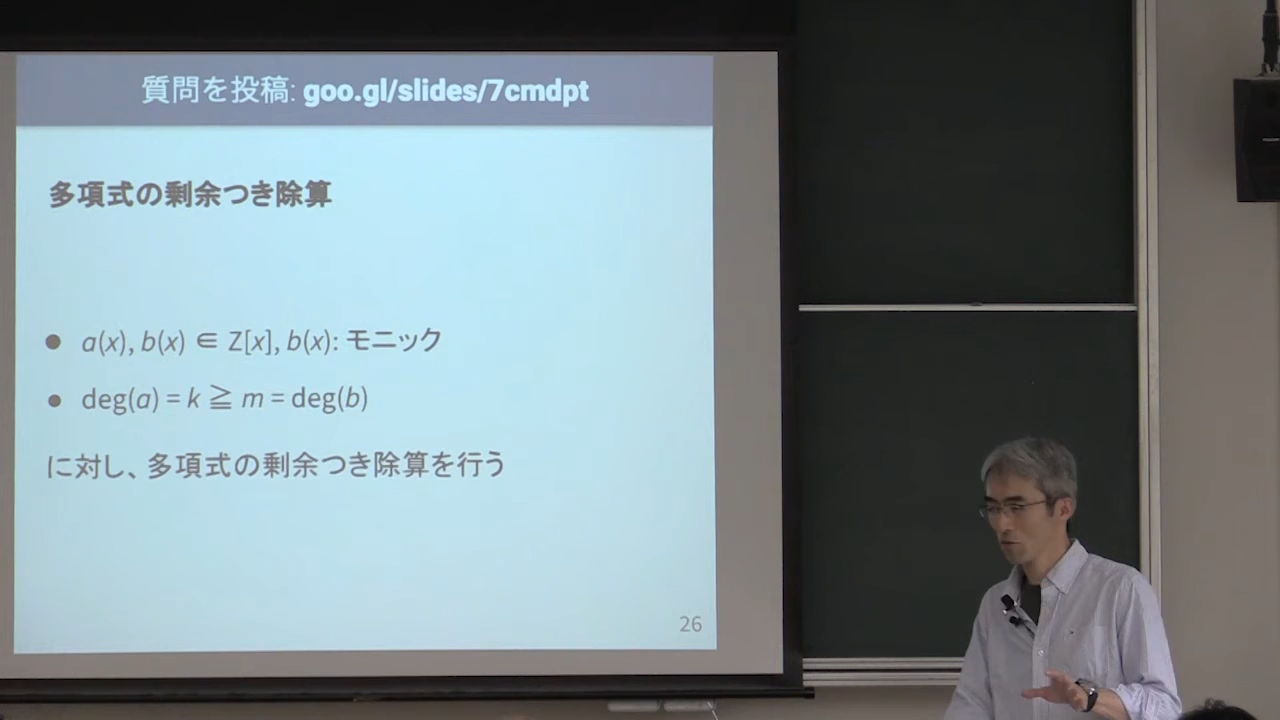 質問を投稿: goo.gl/slides/7cmdpt
多項式の剰余つき除算
● a(x), b(x) ∈ Z[x], b(x): モニック
● deg(a) = k ≧ m = deg(b)
に対し、多項式の剰余つき除算を行う
26